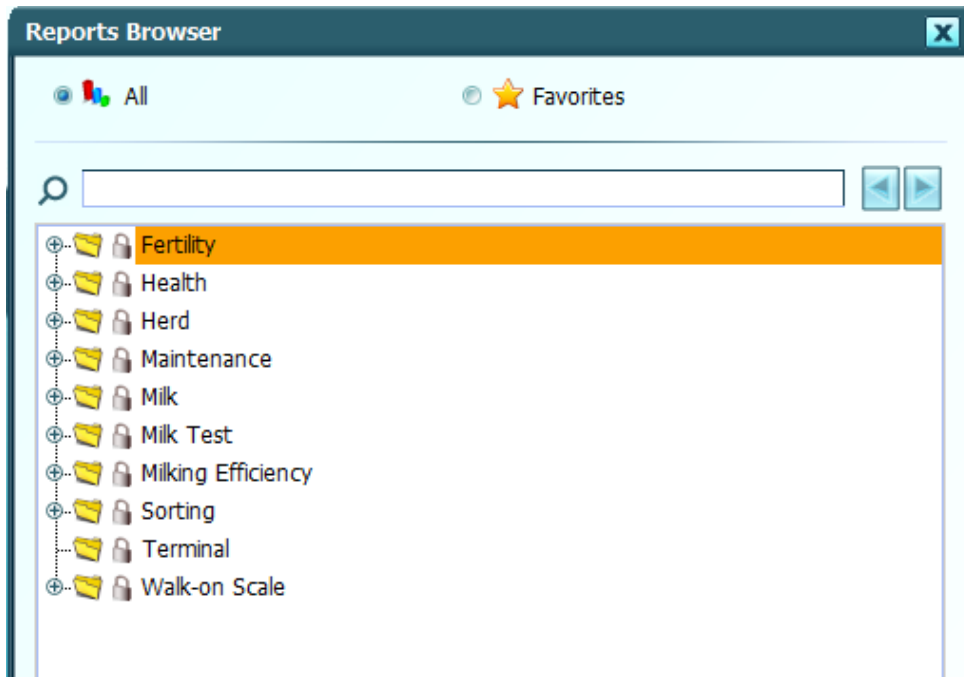 Reports Browser
All
Favorites
Fertility
Health
Herd
Maintenance
Milk
Milk Test
Milking Efficiency
Sorting
Terminal
Walk-on Scale